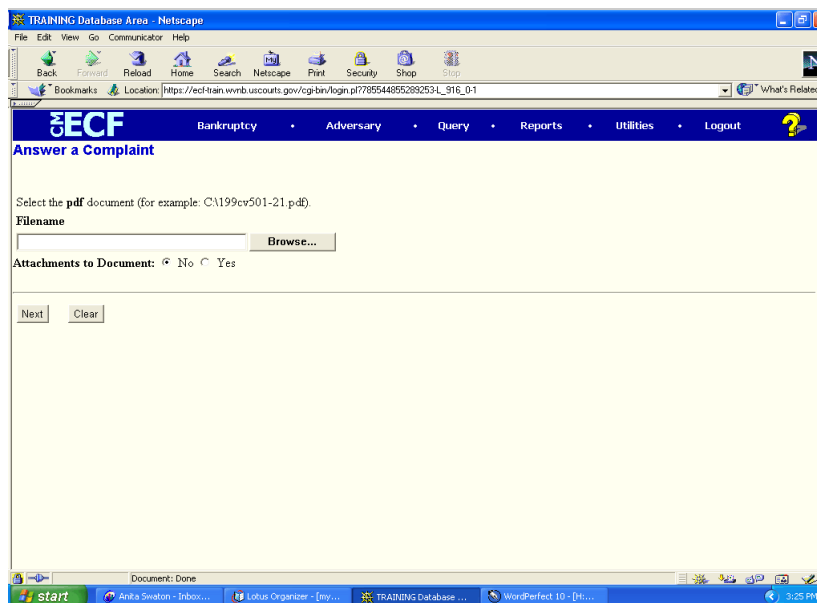 TRAINING Database Area - Netscape
File Edit View Go Communicator Help
Back Forward Reload Home Search Netscape Print Security Shop Stop
Bookmarks Location: https://ecf-train.wvnb.uscourts.gov/cgi-bin/login.pl?785544855289253-L_916_0-1 What's Related
CM ECF Bankruptcy • Adversary • Query • Reports • Utilities • Logout ?
Answer a Complaint
Select the pdf document (for example: C:\199cv501-21.pdf).
Filename
Browse...
Attachments to Document: No Yes
Next Clear
Document: Done
start Anita Swaton - Inbox... Lotus Organizer - [my... TRAINING Database ... WordPerfect 10 - [H:... 3:25 PM